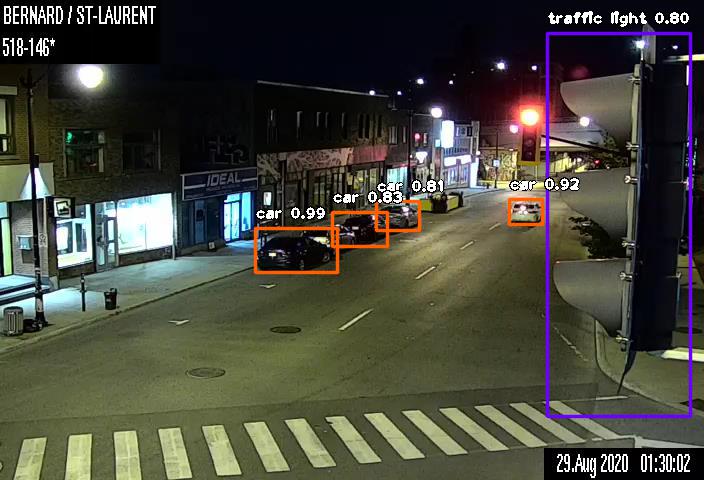 BERNARD / ST-LAURENT
518-146*
traffic light 0.80
car 0.92
car 0.81
car 0.83
car 0.99
IDEAL
29.Aug 2020 01:30:02